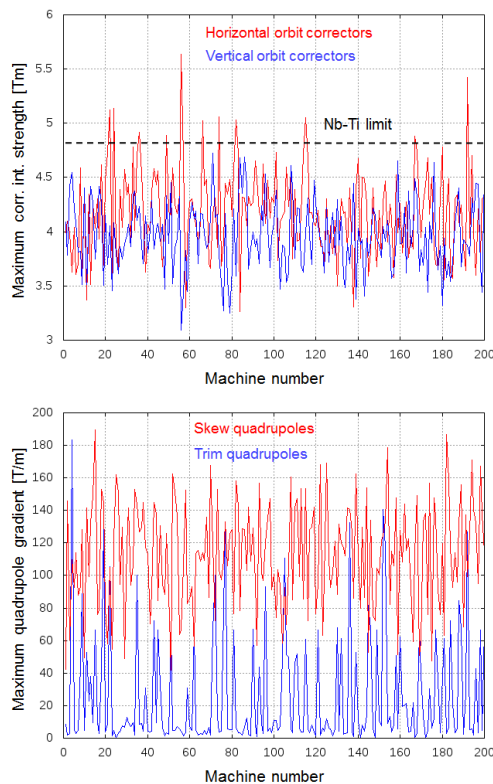 Maximum corr. int. strength [Tm]
6
5.5
5
4.5
4
3.5
3
Horizontal orbit correctors
Vertical orbit correctors
Nb-Ti limit
0 20 40 60 80 100 120 140 160 180 200
Machine number
Maximum quadrupole gradient [T/m]
200
180
160
140
120
100
80
60
40
20
0
Skew quadrupoles
Trim quadrupoles
0 20 40 60 80 100 120 140 160 180 200
Machine number